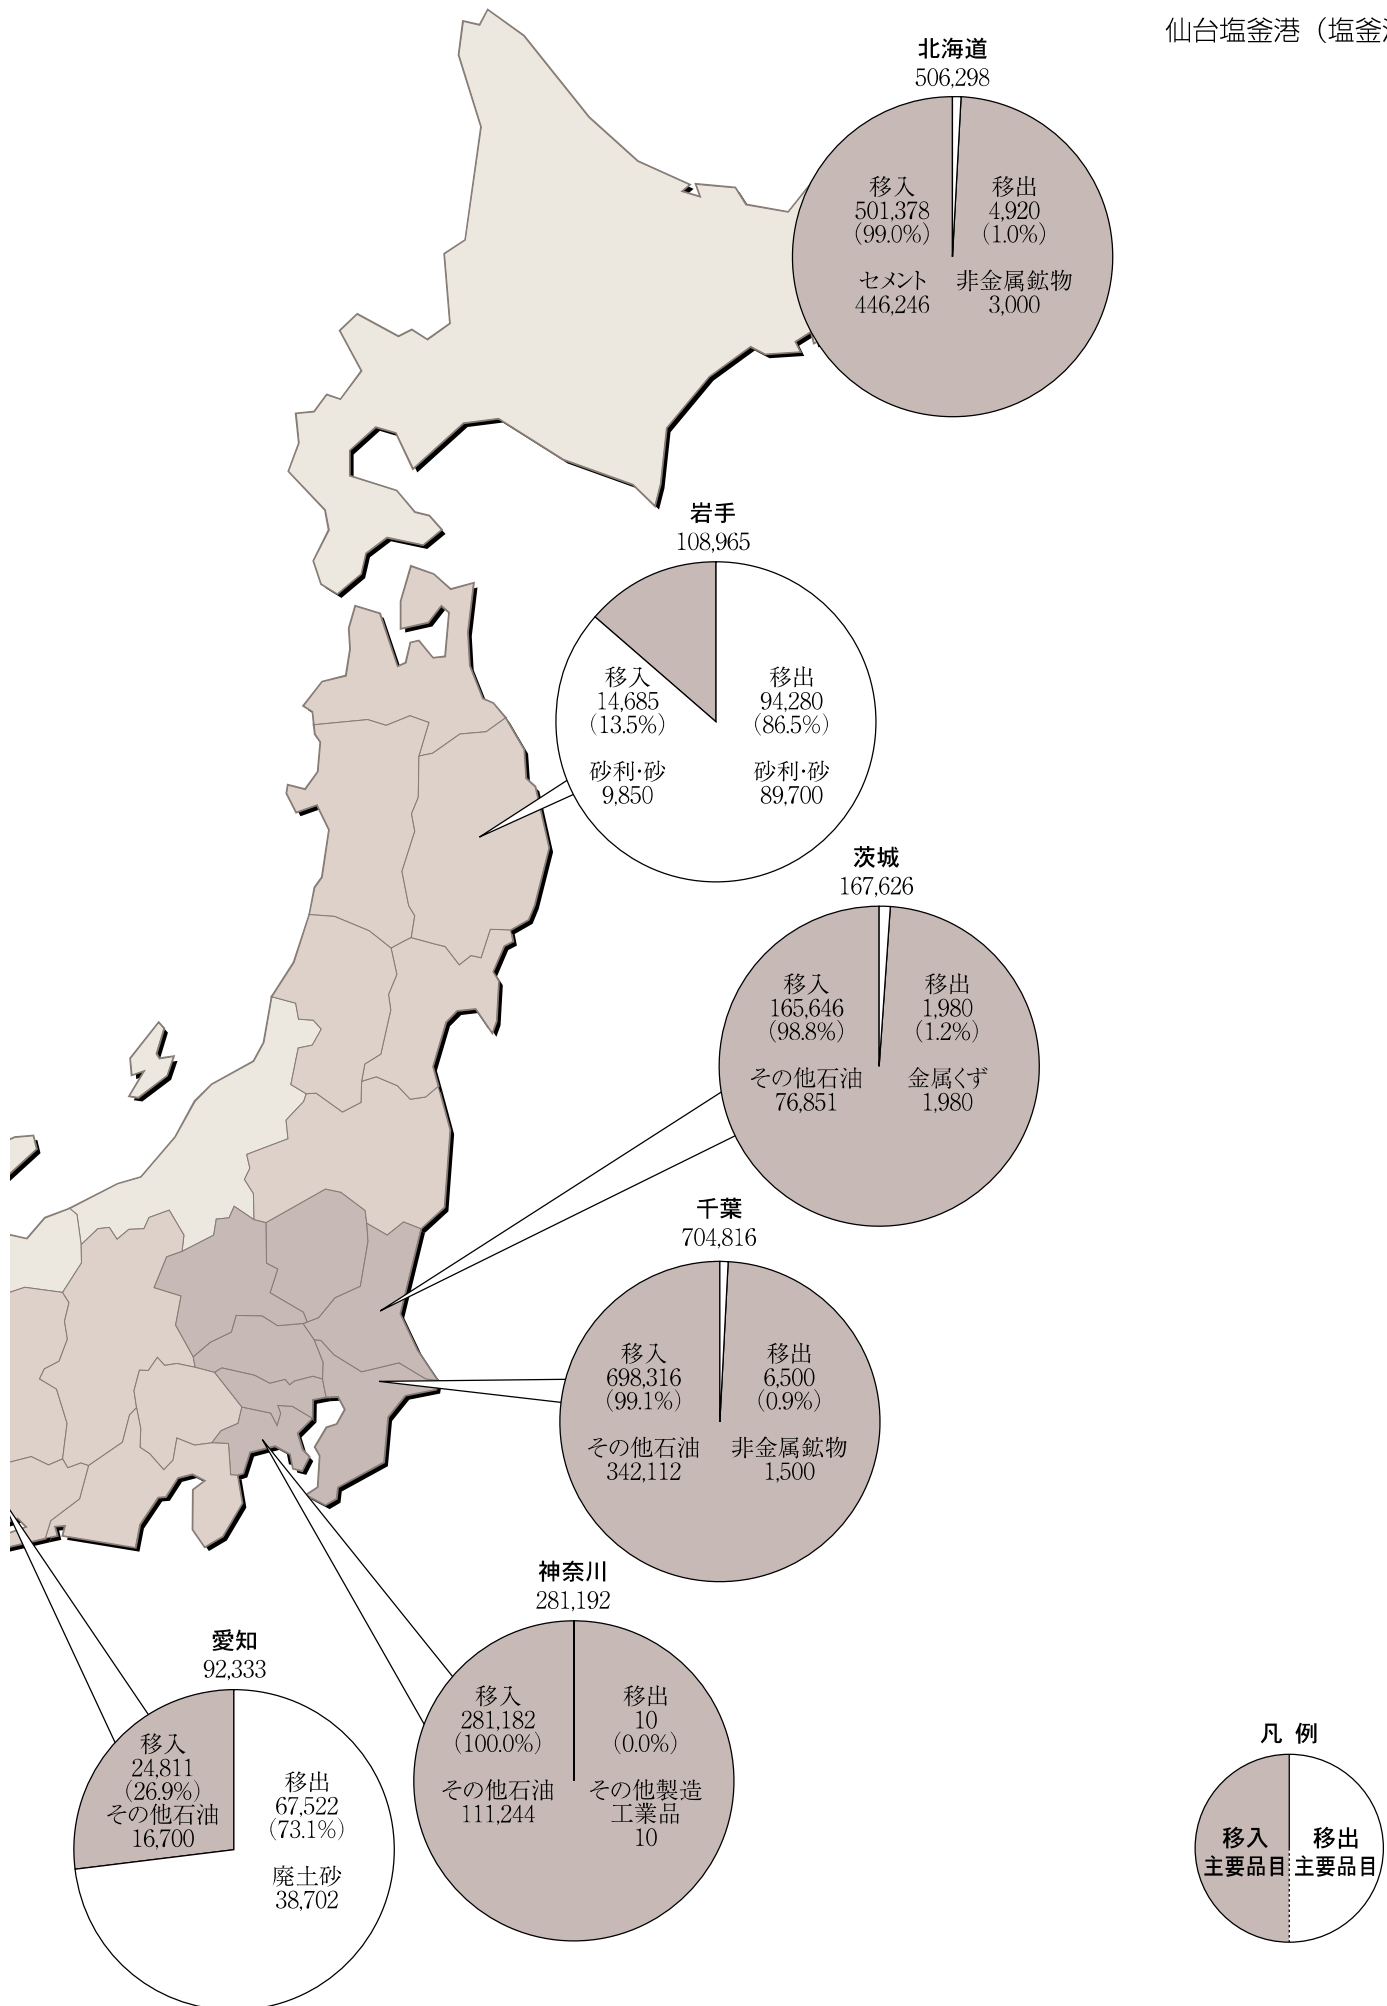 仙台塩釜港（塩釜
北海道
506,298
移入
501,378
(99.0%)
セメント
446,246
移出
4,920
(1.0%)
非金属鉱物
3,000
岩手
108,965
移入
14,685
(13.5%)
砂利・砂
9,850
移出
94,280
(86.5%)
砂利・砂
89,700
茨城
167,626
移入
165,646
(98.8%)
その他石油
76,851
移出
1,980
(1.2%)
金属くず
1,980
千葉
704,816
移入
698,316
(99.1%)
その他石油
342,112
移出
6,500
(0.9%)
非金属鉱物
1,500
神奈川
281,192
移入
281,182
(100.0%)
その他石油
111,244
移出
10
(0.0%)
その他製造
工業品
10
愛知
92,333
移入
24,811
(26.9%)
その他石油
16,700
移出
67,522
(73.1%)
廃土砂
38,702
凡 例
移入
主要品目
移出
主要品目